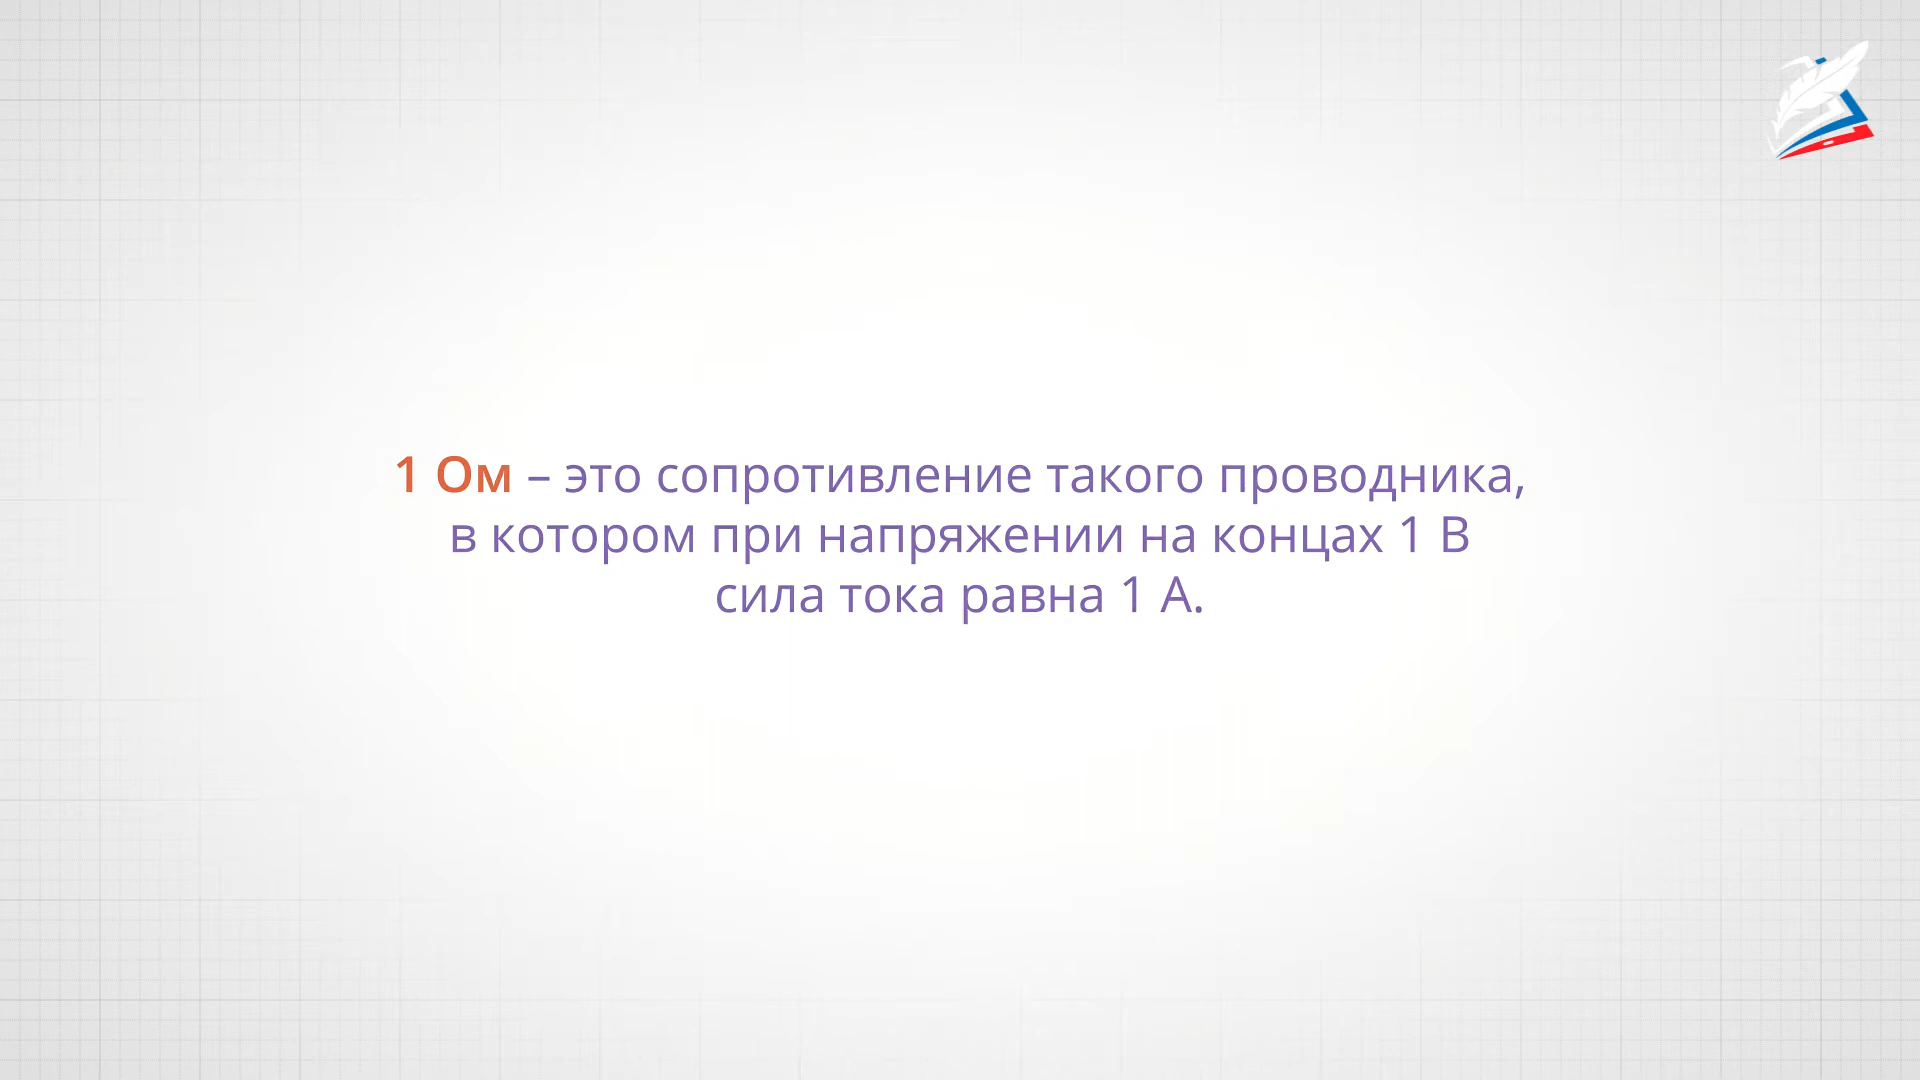 1 Ом – это сопротивление такого проводника,
в котором при напряжении на концах 1 В
сила тока равна 1 А.